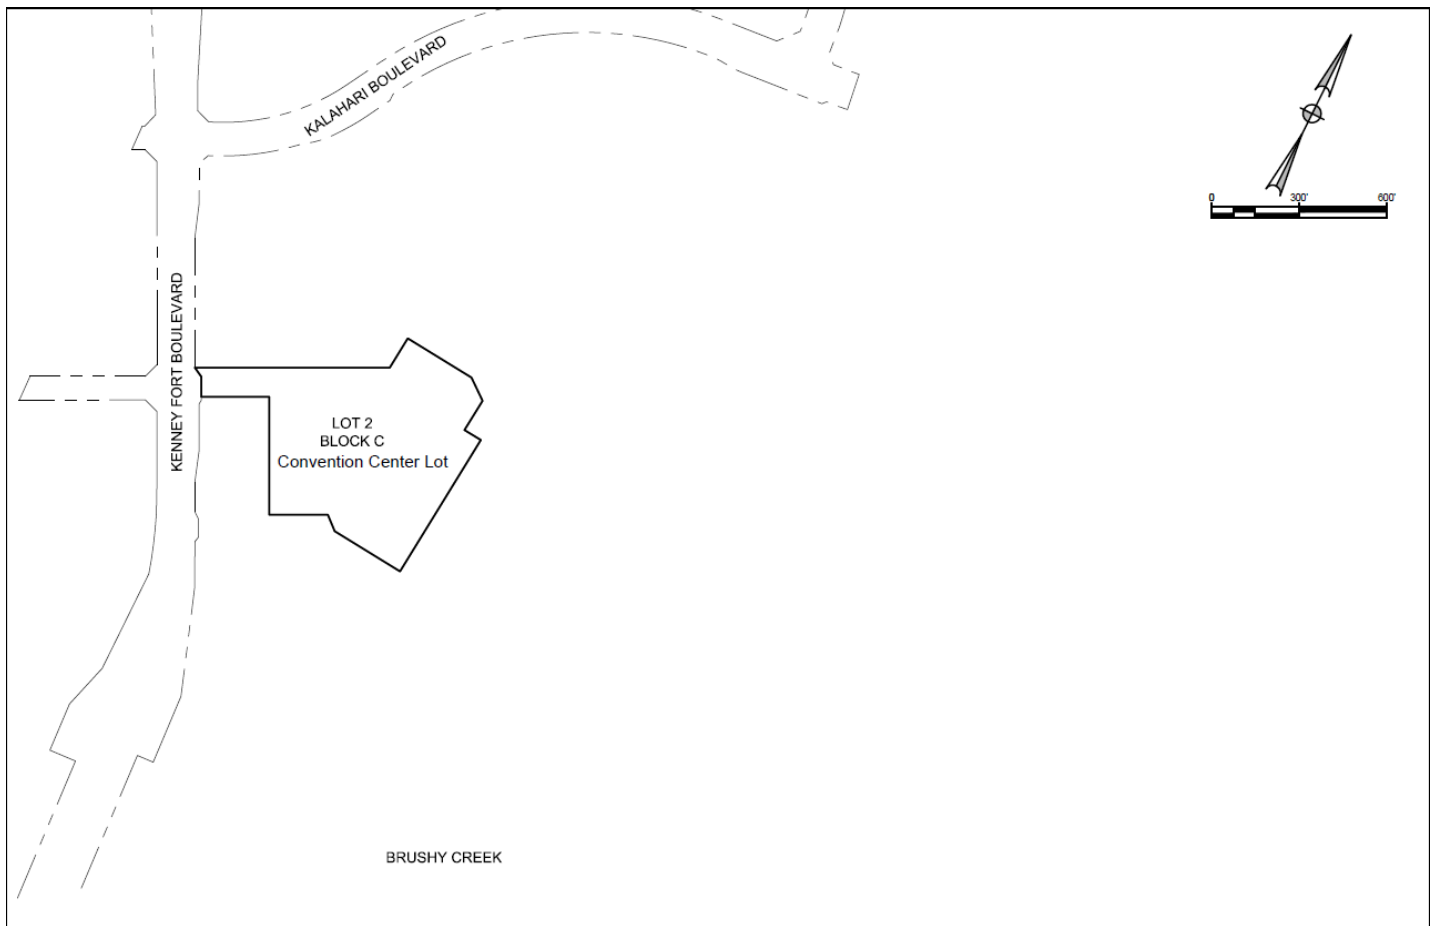 KALAHARI BOULEVARD
0 300' 600'
KENNEY FORT BOULEVARD
LOT 2
BLOCK C
Convention Center Lot
BRUSHY CREEK